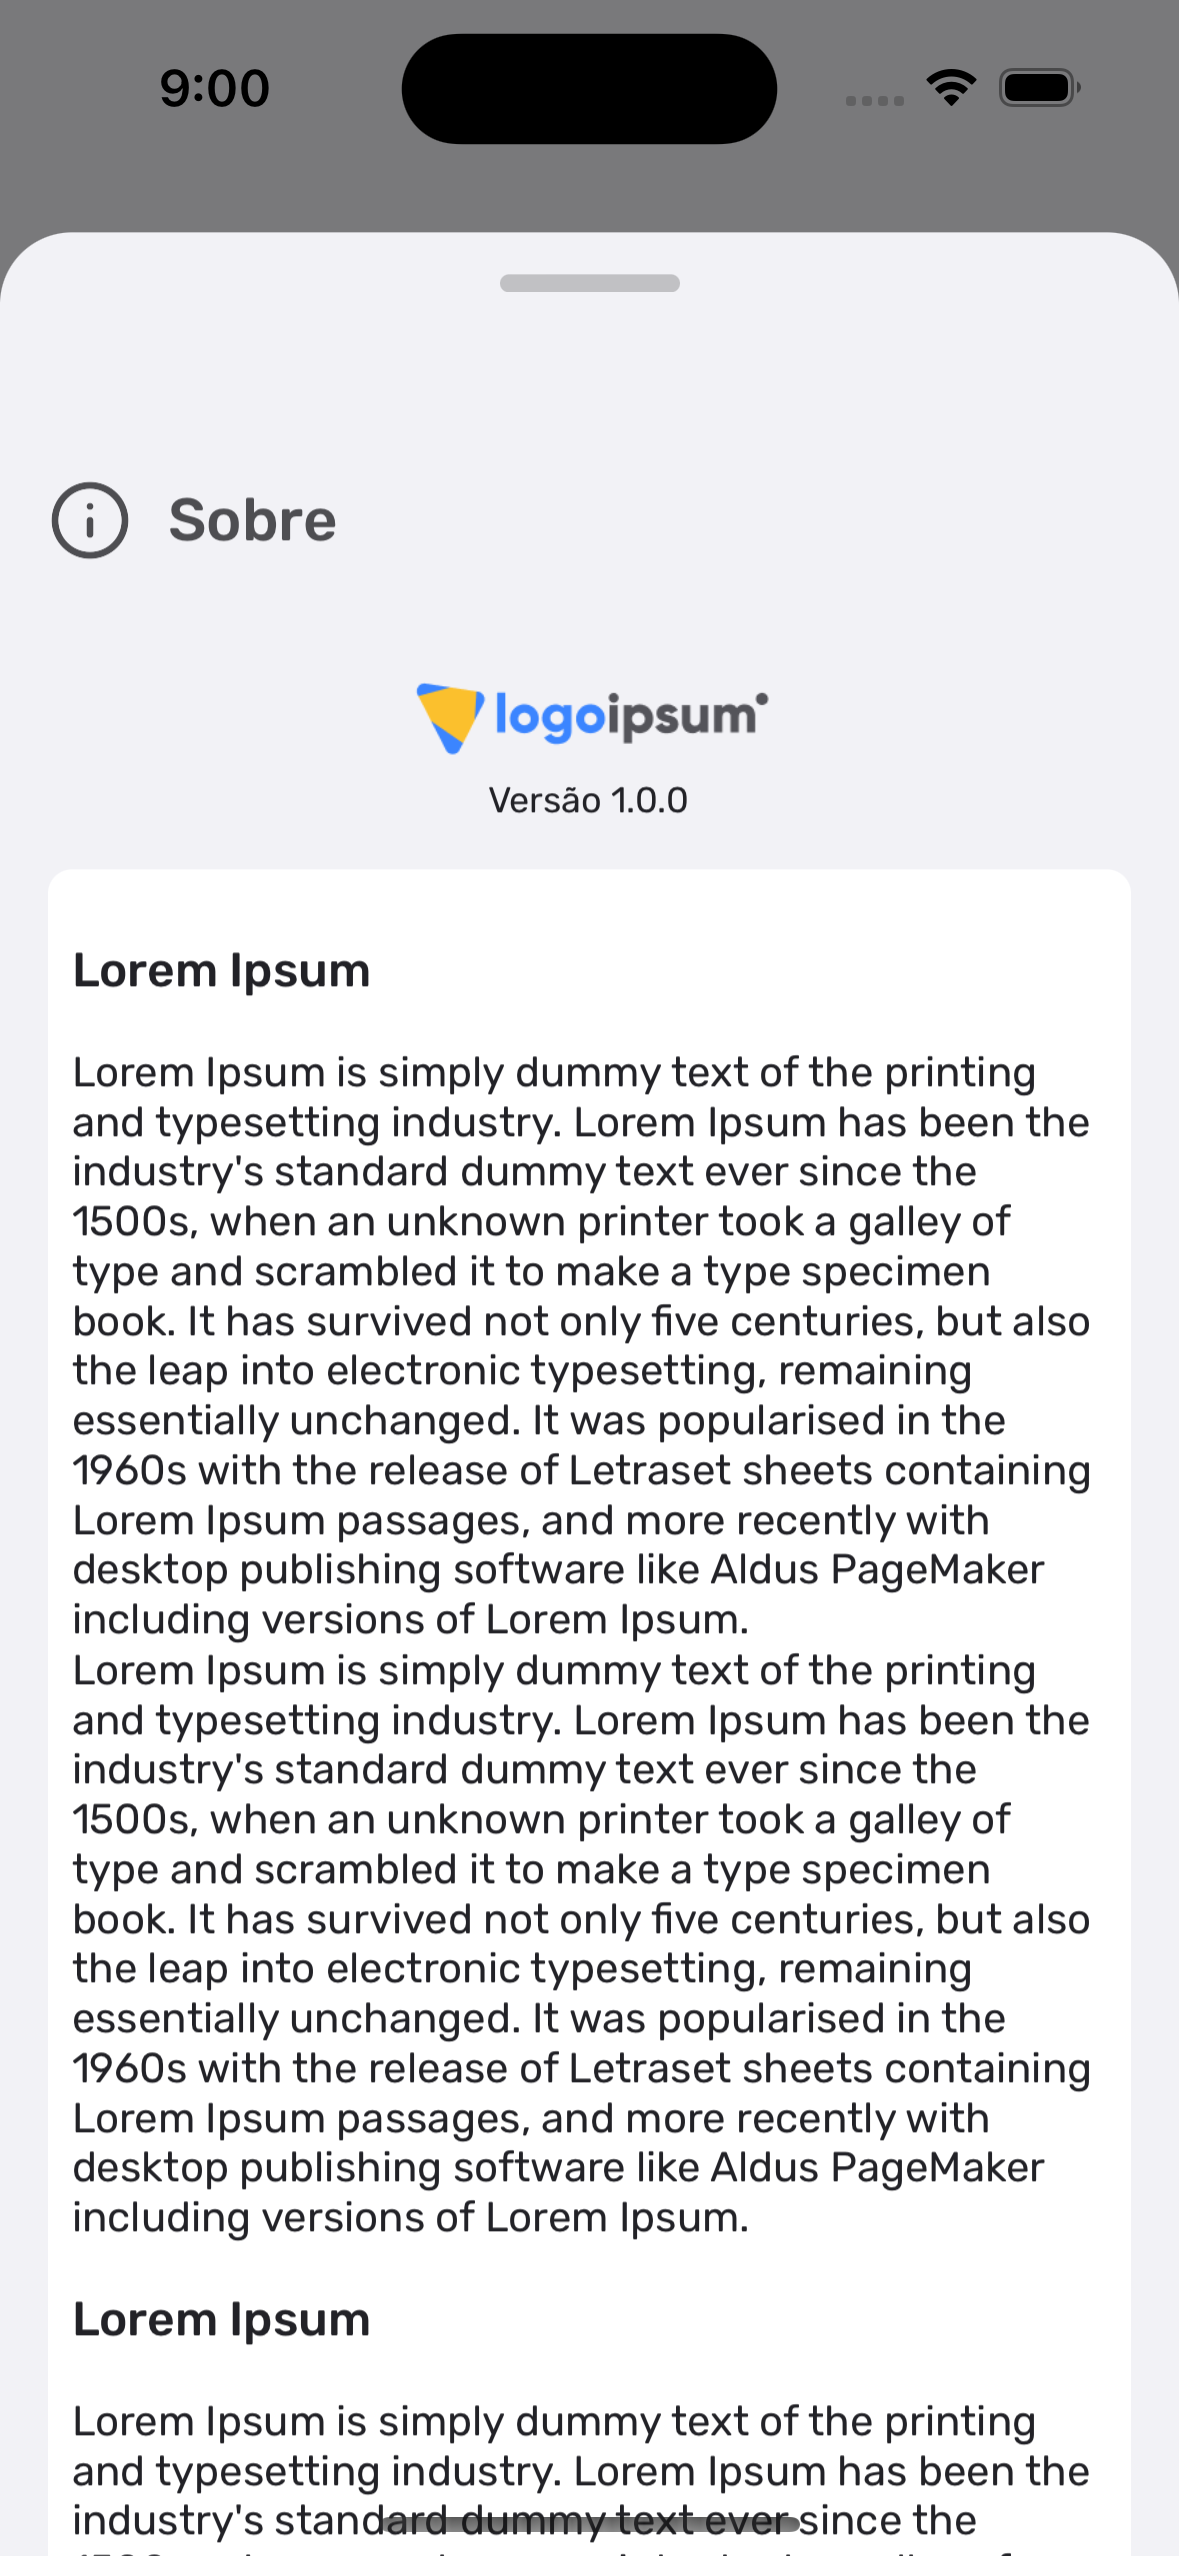 9:00
Sobre
logoipsum
Versão 1.0.0
Lorem Ipsum
Lorem Ipsum is simply dummy text of the printing
and typesetting industry. Lorem Ipsum has been the
industry's standard dummy text ever since the
1500s, when an unknown printer took a galley of
type and scrambled it to make a type specimen
book. It has survived not only five centuries, but also
the leap into electronic typesetting, remaining
essentially unchanged. It was popularised in the
1960s with the release of Letraset sheets containing
Lorem Ipsum passages, and more recently with
desktop publishing software like Aldus PageMaker
including versions of Lorem Ipsum.
Lorem Ipsum is simply dummy text of the printing
and typesetting industry. Lorem Ipsum has been the
industry's standard dummy text ever since the
1500s, when an unknown printer took a galley of
type and scrambled it to make a type specimen
book. It has survived not only five centuries, but also
the leap into electronic typesetting, remaining
essentially unchanged. It was popularised in the
1960s with the release of Letraset sheets containing
Lorem Ipsum passages, and more recently with
desktop publishing software like Aldus PageMaker
including versions of Lorem Ipsum.
Lorem Ipsum
Lorem Ipsum is simply dummy text of the printing
and typesetting industry. Lorem Ipsum has been the
industry's standard dummy text ever since the